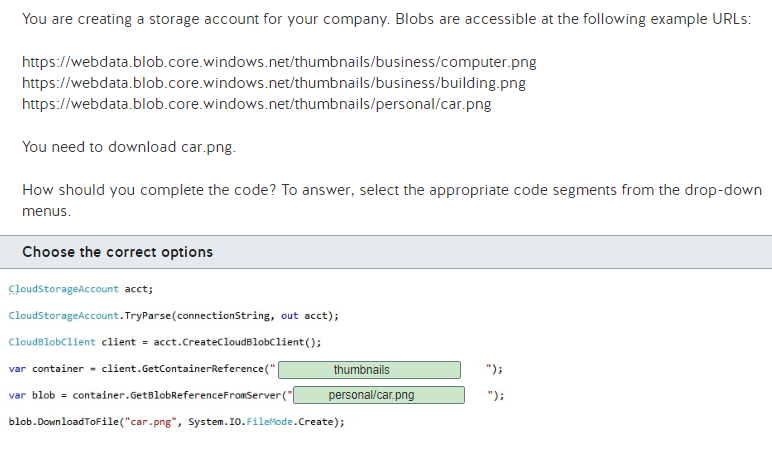 You are creating a storage account for your company. Blobs are accessible at the following example URLs:
https://webdata.blob.core.windows.net/thumbnails/business/computer.png
https://webdata.blob.core.windows.net/thumbnails/business/building.png
https://webdata.blob.core.windows.net/thumbnails/personal/car.png
You need to download car.png.
How should you complete the code? To answer, select the appropriate code segments from the drop-down
menus.
Choose the correct options
CloudStorageAccount acct;
CloudStorageAccount.TryParse(connectionString, out acct);
CloudBlobClient client = acct.CreateCloudBlobClient();
var container = client.GetContainerReference(" thumbnails ");
var blob = container.GetBlobReferenceFromServer(" personal/car.png ");
blob.DownloadToFile("car.png", System.IO.FileMode.Create);